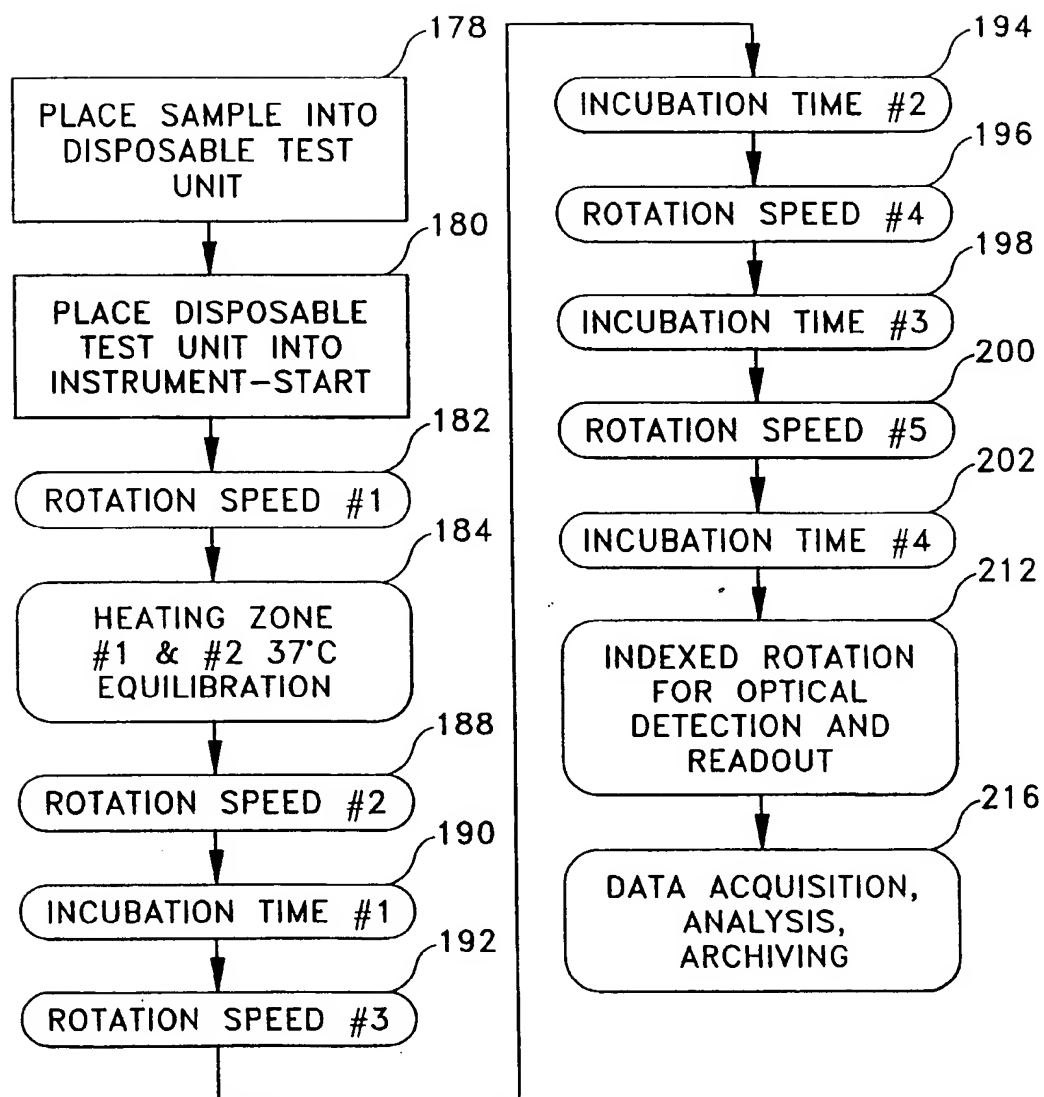 178
PLACE SAMPLE INTO
DISPOSABLE TEST
UNIT
180
PLACE DISPOSABLE
TEST UNIT INTO
INSTRUMENT-START
182
ROTATION SPEED #1
184
HEATING ZONE
#1 & #2 37°C
EQUILIBRATION
188
ROTATION SPEED #2
190
INCUBATION TIME #1
192
ROTATION SPEED #3
194
INCUBATION TIME #2
196
ROTATION SPEED #4
198
INCUBATION TIME #3
200
ROTATION SPEED #5
202
INCUBATION TIME #4
212
INDEXED ROTATION
FOR OPTICAL
DETECTION AND
READOUT
216
DATA ACQUISITION,
ANALYSIS,
ARCHIVING